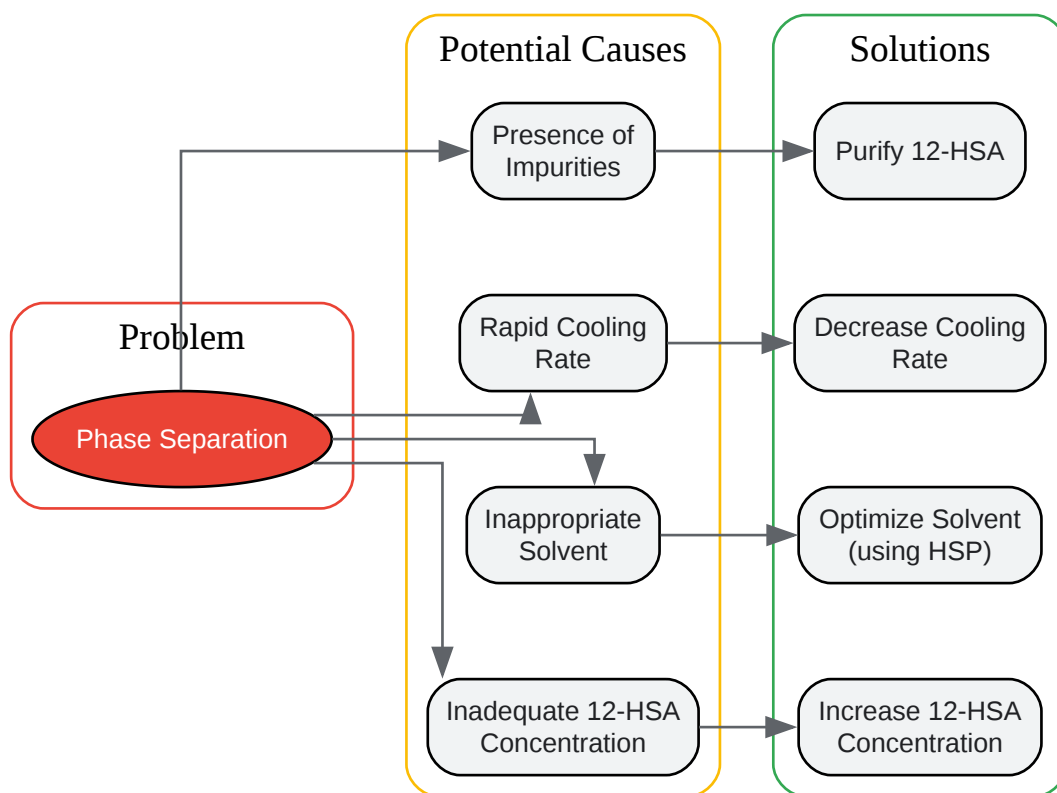 Problem
Phase Separation
Potential Causes
Presence of
Impurities
Rapid Cooling
Rate
Inappropriate
Solvent
Inadequate 12-HSA
Concentration
Solutions
Purify 12-HSA
Decrease Cooling
Rate
Optimize Solvent
(using HSP)
Increase 12-HSA
Concentration